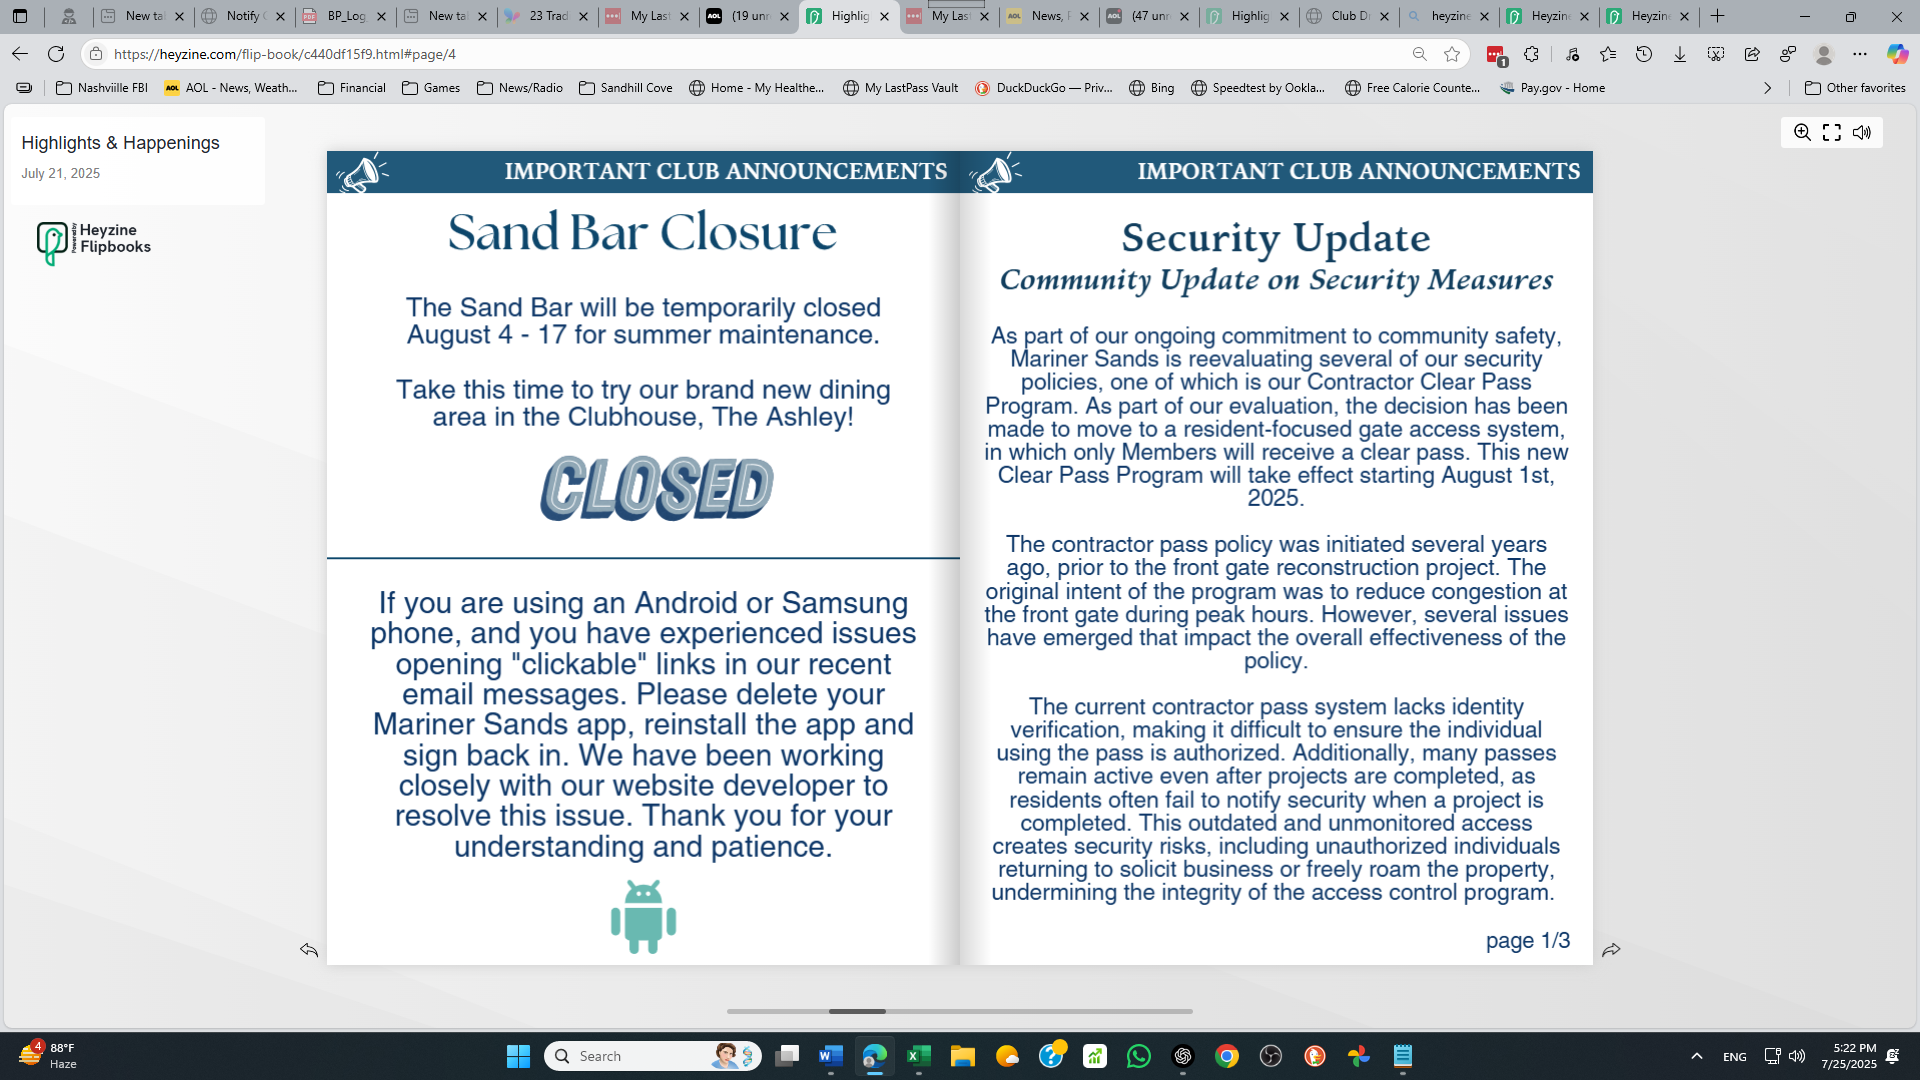 New ta
Notify
BP_Log
New ta
23 Trad
My Last
(19 unr
Highlig
My Last
News,
(47 unr
Highlig
Club D
heyzine
Heyzin
Heyzin
https://heyzine.com/flip-book/c440df15f9.html#page/4
1
Nashville FBI
AOL - News, Weath...
Financial
Games
News/Radio
Sandhill Cove
Home - My Healthe...
My LastPass Vault
DuckDuckGo — Priv...
Bing
Speedtest by Ookla...
Free Calorie Counte...
Pay.gov - Home
Other favorites
Highlights & Happenings
July 21, 2025
Powered by
Heyzine
Flipbooks
IMPORTANT CLUB ANNOUNCEMENTS
Sand Bar Closure
The Sand Bar will be temporarily closed
August 4 - 17 for summer maintenance.
Take this time to try our brand new dining
area in the Clubhouse, The Ashley!
CLOSED
If you are using an Android or Samsung
phone, and you have experienced issues
opening "clickable" links in our recent
email messages. Please delete your
Mariner Sands app, reinstall the app and
sign back in. We have been working
closely with our website developer to
resolve this issue. Thank you for your
understanding and patience.
IMPORTANT CLUB ANNOUNCEMENTS
Security Update
Community Update on Security Measures
As part of our ongoing commitment to community safety,
Mariner Sands is reevaluating several of our security
policies, one of which is our Contractor Clear Pass
Program. As part of our evaluation, the decision has been
made to move to a resident-focused gate access system,
in which only Members will receive a clear pass. This new
Clear Pass Program will take effect starting August 1st,
2025.
The contractor pass policy was initiated several years
ago, prior to the front gate reconstruction project. The
original intent of the program was to reduce congestion at
the front gate during peak hours. However, several issues
have emerged that impact the overall effectiveness of the
policy.
The current contractor pass system lacks identity
verification, making it difficult to ensure the individual
using the pass is authorized. Additionally, many passes
remain active even after projects are completed, as
residents often fail to notify security when a project is
completed. This outdated and unmonitored access
creates security risks, including unauthorized individuals
returning to solicit business or freely roam the property,
undermining the integrity of the access control program.
page 1/3
4
88°F
Haze
Search
ENG
5:22 PM
7/25/2025